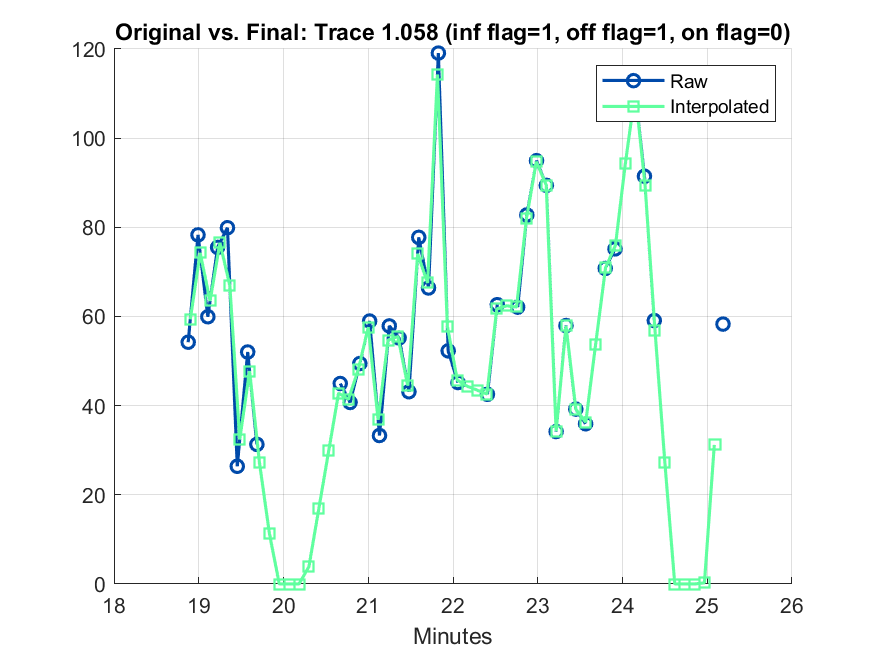 Original vs. Final: Trace 1.058 (inf flag=1, off flag=1, on flag=0)
120
100
80
60
40
20
0
Raw
Interpolated
18 19 20 21 22 23 24 25 26
Minutes